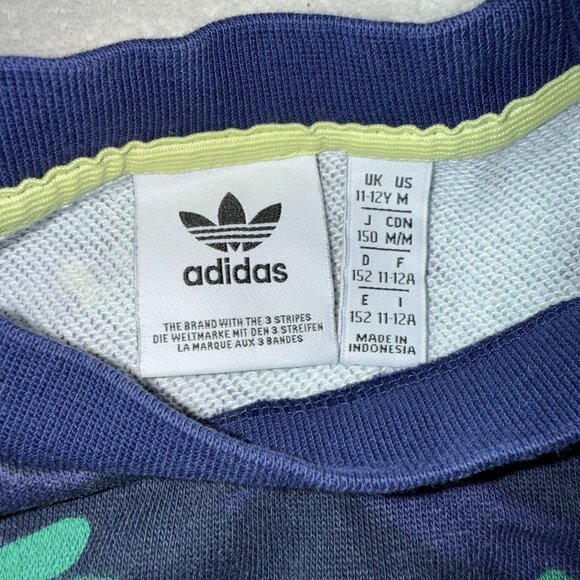 adidas
THE BRAND WITH THE 3 STRIPES
DIE WELTMARKE MIT DEN 3 STREIFEN
LA MARQUE AUX 3 BANDES
UK US
11-12Y M
J CDN
150 M/M
D F
152 11-12A
E I
152 11-12A
MADE IN
INDONESIA